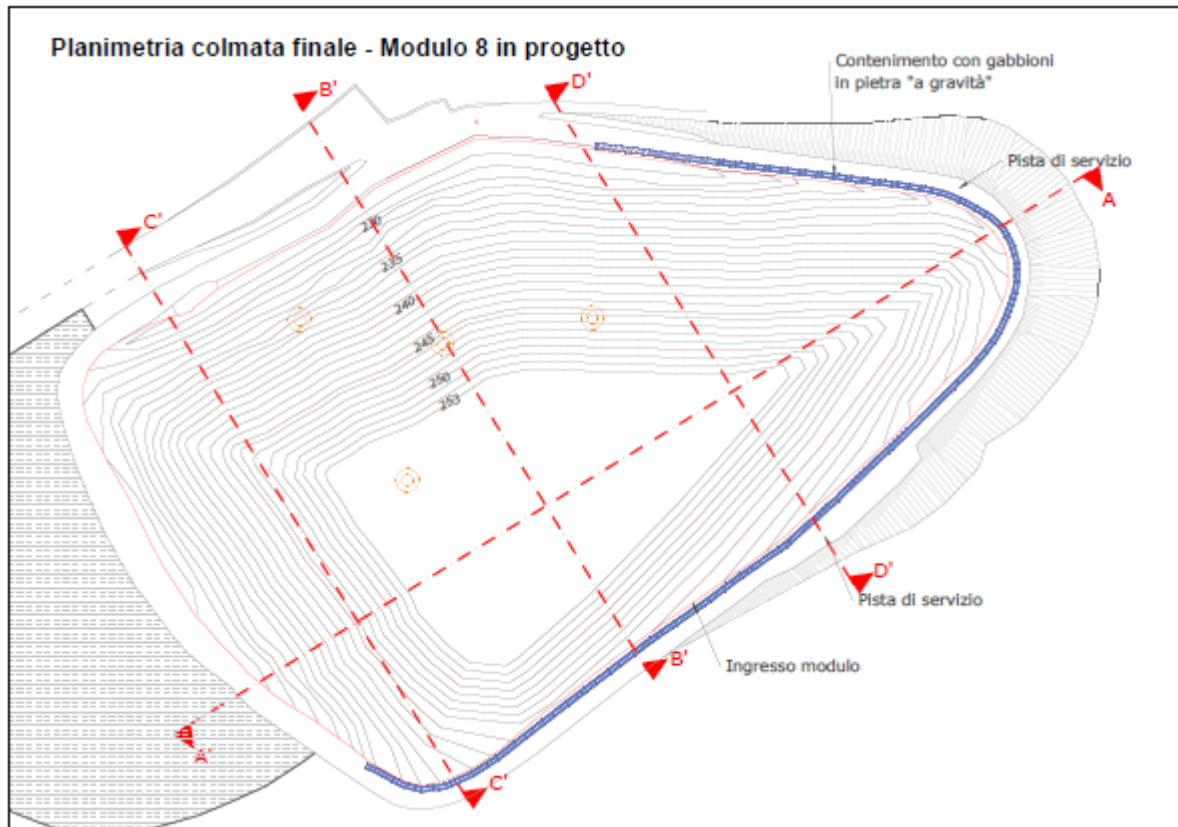 Planimetria colmata finale - Modulo 8 in progetto
Contenimento con gabbioni
in pietra "a gravità"
B'
D'
Pista di servizio
A
C'
230
235
240
245
250
253
D'
Pista di servizio
B'
Ingresso modulo
A'
C'